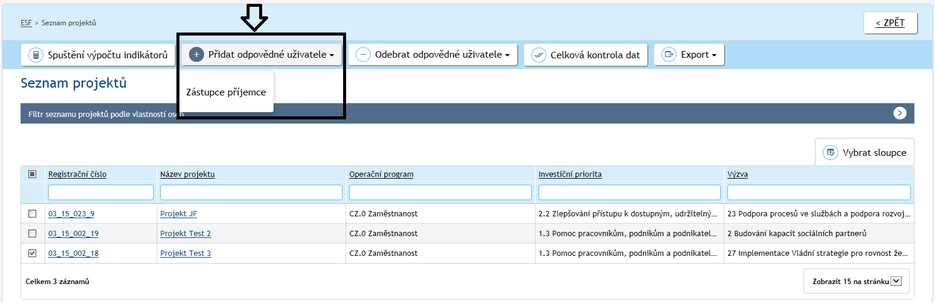 ESF > Seznam projektů
< ZPĚT
Spuštění výpočtu indikátorů
Přidat odpovědné uživatele
Odebrat odpovědné uživatele
Celková kontrola dat
Export
Zástupce příjemce
Seznam projektů
Filtr seznamu projektů podle vlastností osob
Vybrat sloupce
Registrační číslo Název projektu Operační program Investiční priorita Výzva
03_15_023_9 Projekt JF CZ.0 Zaměstnanost 2.2 Zlepšování přístupu k dostupným, udržitelný... 23 Podpora procesů ve službách a podpora rozvoj...
03_15_002_19 Projekt Test 2 CZ.0 Zaměstnanost 1.3 Pomoc pracovníkům, podnikům a podnikatel... 2 Budování kapacit sociálních partnerů
03_15_002_18 Projekt Test 3 CZ.0 Zaměstnanost 1.3 Pomoc pracovníkům, podnikům a podnikatel... 27 Implementace Vládní strategie pro rovnost že...
Celkem 3 záznamů
Zobrazit 15 na stránku